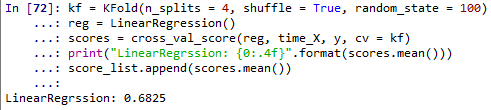 In [72]: kf = KFold(n_splits = 4, shuffle = True, random_state = 100)
...: reg = LinearRegression()
...: scores = cross_val_score(reg, time_X, y, cv = kf)
...: print("LinearRegrssion: {0:.4f}".format(scores.mean()))
...: score_list.append(scores.mean())
...:
LinearRegrssion: 0.6825